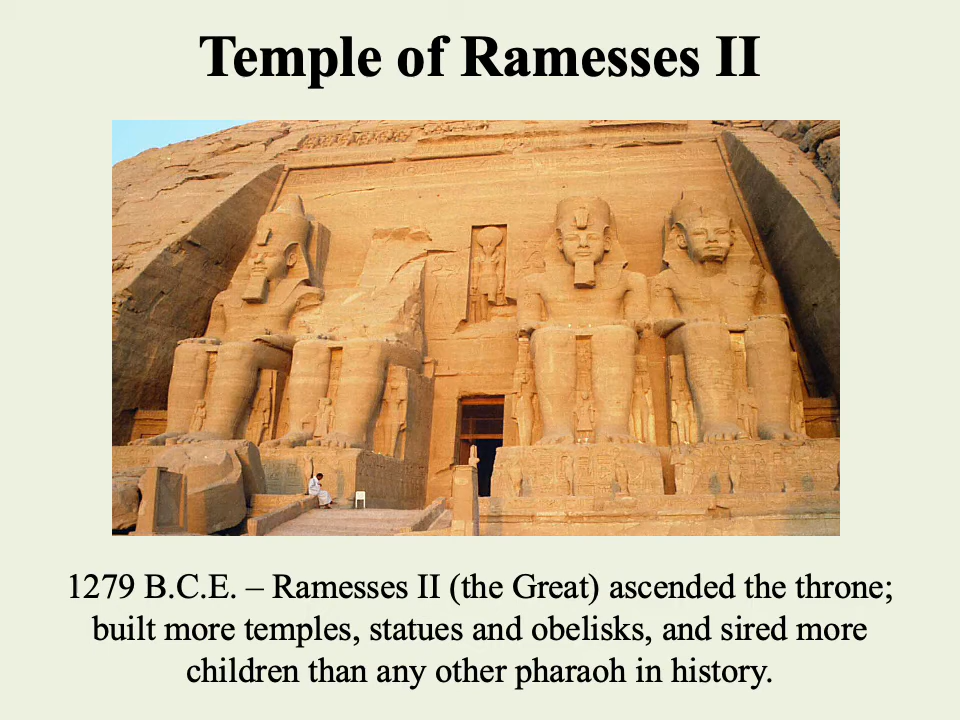 Temple of Ramesses II
1279 B.C.E. – Ramesses II (the Great) ascended the throne;
built more temples, statues and obelisks, and sired more
children than any other pharaoh in history.